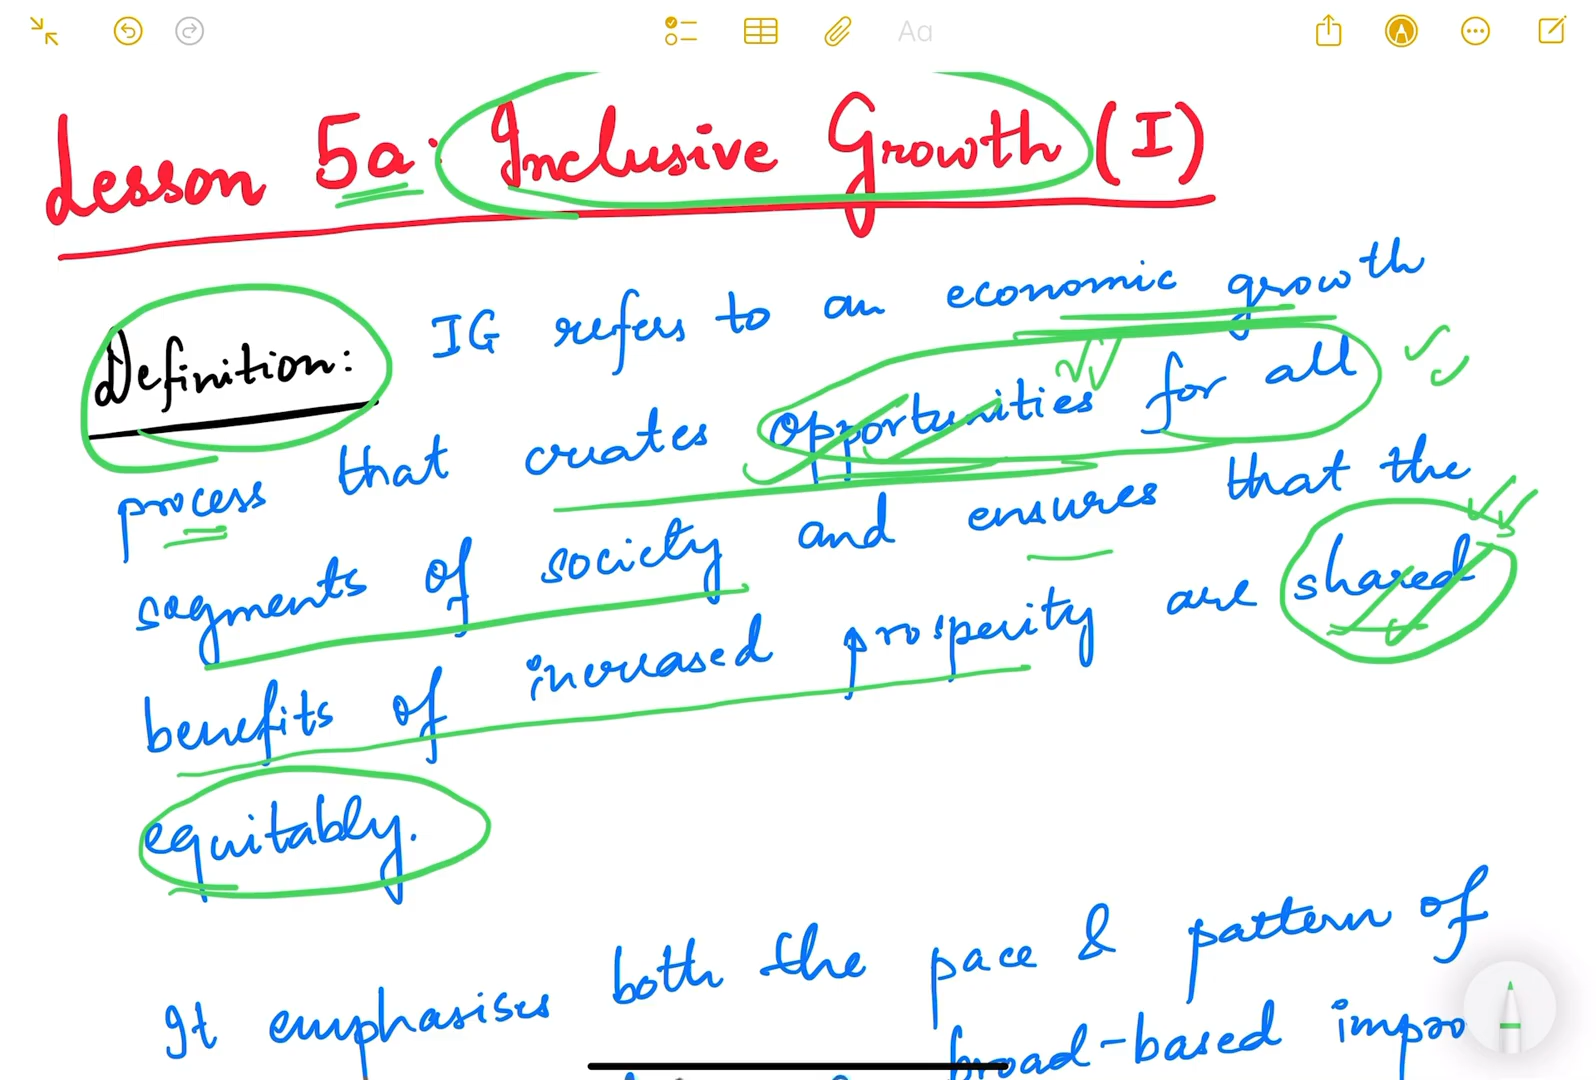 Aa
Lesson 5a: Inclusive Growth (I)
Definition: IG refers to an economic growth
process that creates opportunities for all
segments of society and ensures that the
benefits of increased prosperity are shared
equitably.
It emphasises both the pace & pattern of
broad-based